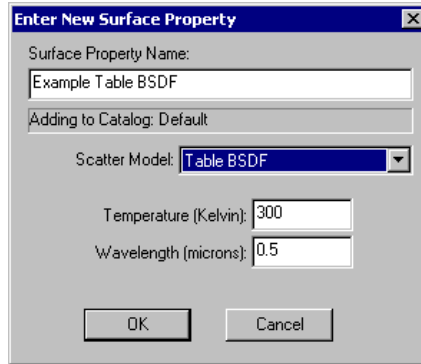 Enter New Surface Property
Surface Property Name:
Example Table BSDF
Adding to Catalog: Default
Scatter Model: Table BSDF
Temperature (Kelvin): 300
Wavelength (microns): 0.5
OK Cancel